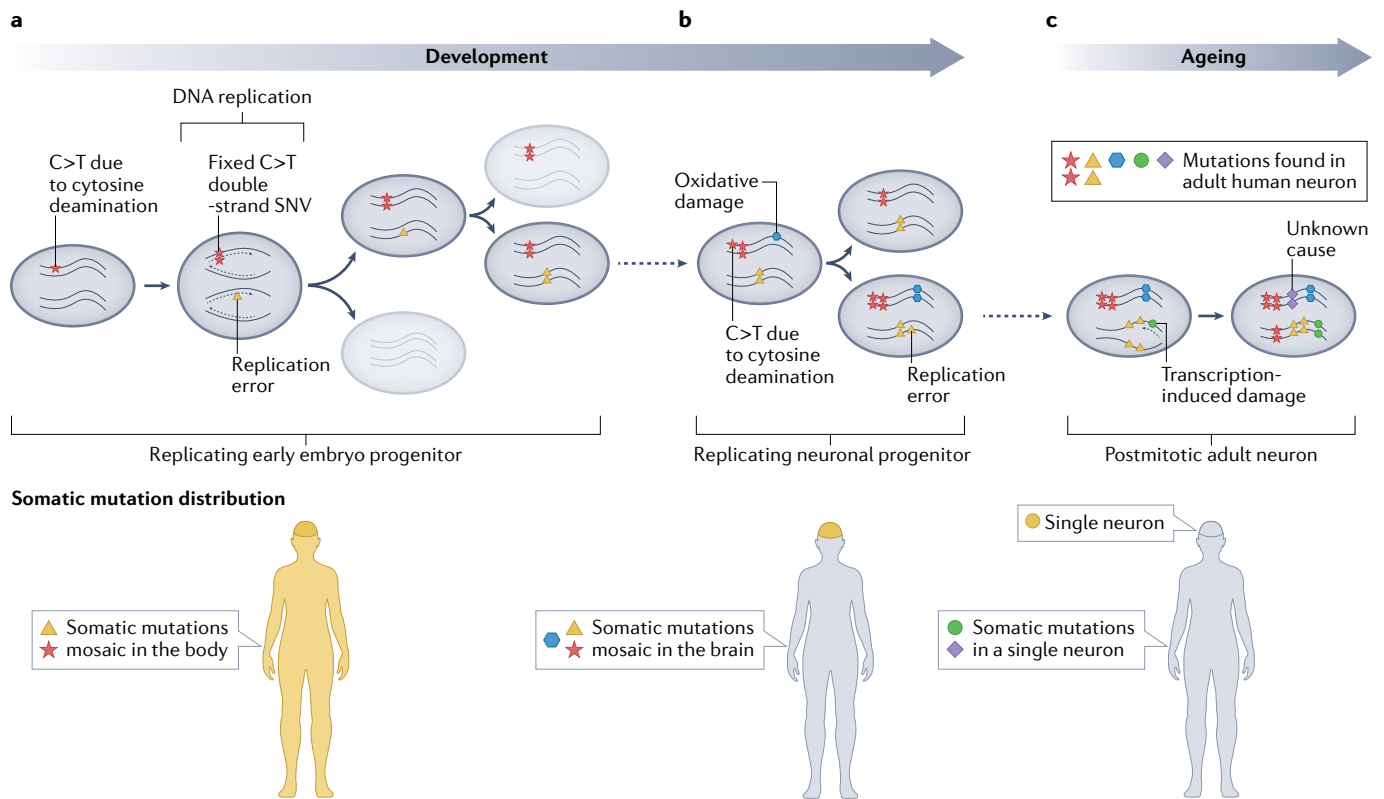 a
Development
DNA replication
C>T due
to cytosine
deamination
Fixed C>T
double
-strand SNV
Replication
error
Replicating early embryo progenitor
b
Oxidative
damage
C>T due
to cytosine
deamination
Replication
error
Replicating neuronal progenitor
c
Ageing
Mutations found in
adult human neuron
Unknown
cause
Transcription-
induced damage
Postmitotic adult neuron
Somatic mutation distribution
Somatic mutations
mosaic in the body
Somatic mutations
mosaic in the brain
Single neuron
Somatic mutations
in a single neuron